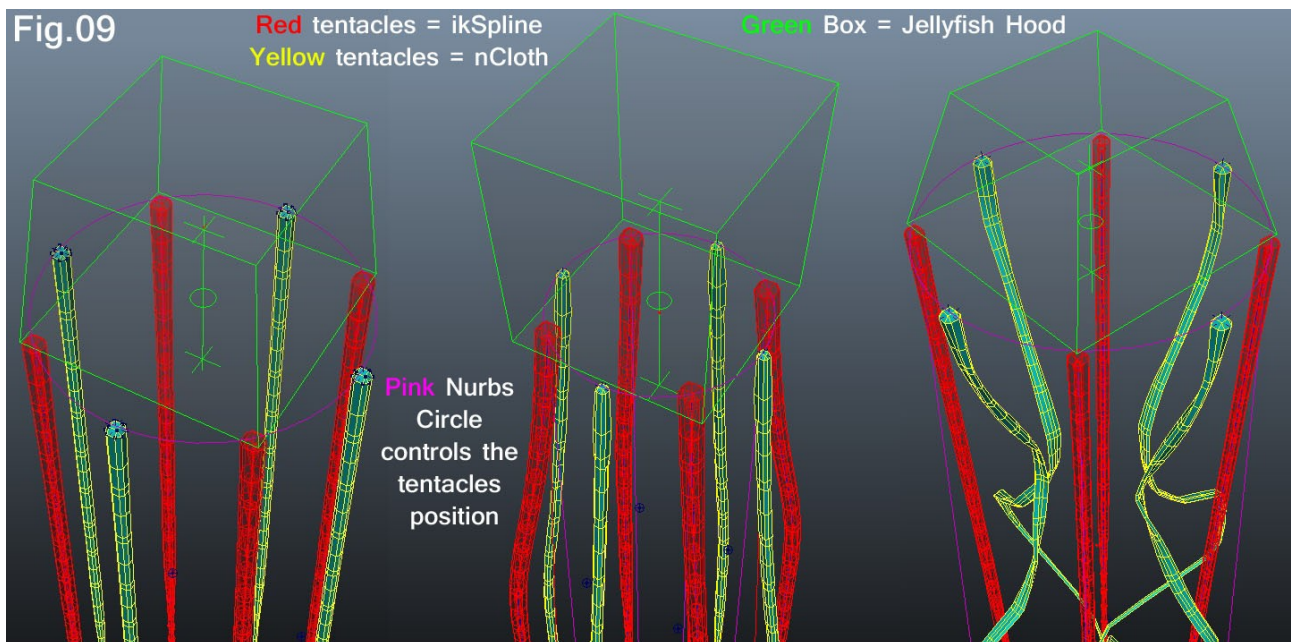 Fig.09
Red tentacles = ikSpline
Yellow tentacles = nCloth
Green Box = Jellyfish Hood
Pink Nurbs
Circle
controls the
tentacles
position